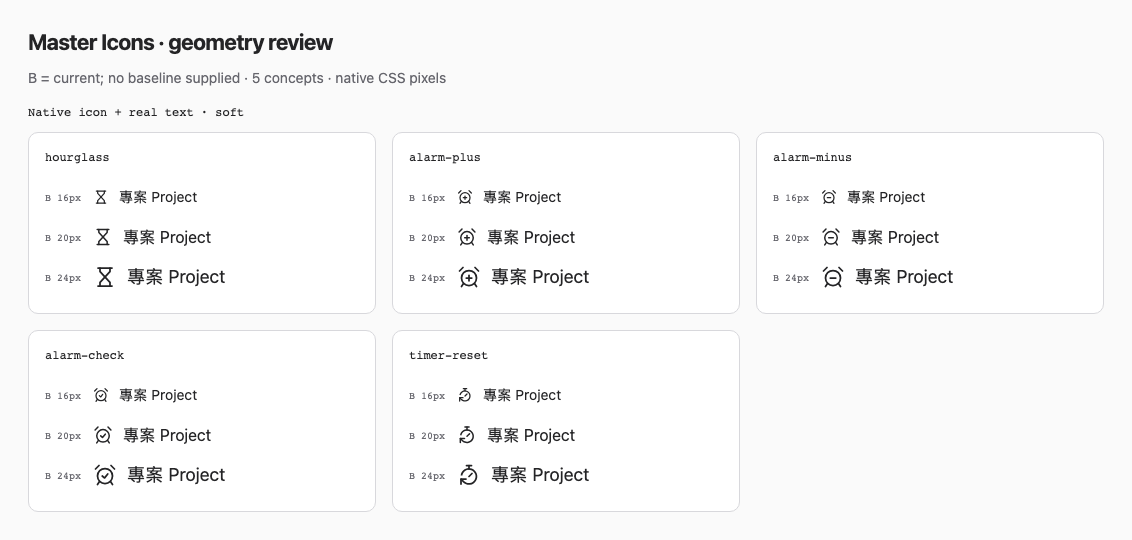 Master Icons · geometry review
B = current; no baseline supplied · 5 concepts · native CSS pixels
Native icon + real text · soft
hourglass
B 16px 專案 Project
B 20px 專案 Project
B 24px 專案 Project
alarm-plus
B 16px 專案 Project
B 20px 專案 Project
B 24px 專案 Project
alarm-minus
B 16px 專案 Project
B 20px 專案 Project
B 24px 專案 Project
alarm-check
B 16px 專案 Project
B 20px 專案 Project
B 24px 專案 Project
timer-reset
B 16px 專案 Project
B 20px 專案 Project
B 24px 專案 Project